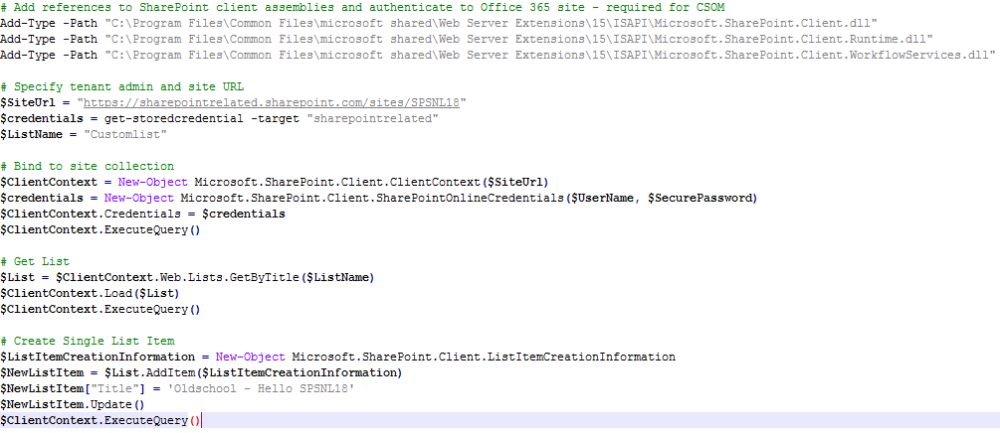 # Add references to SharePoint client assemblies and authenticate to Office 365 site - required for CSOM
Add-Type -Path "C:\Program Files\Common Files\microsoft shared\Web Server Extensions\15\ISAPI\Microsoft.SharePoint.Client.dll"
Add-Type -Path "C:\Program Files\Common Files\microsoft shared\Web Server Extensions\15\ISAPI\Microsoft.SharePoint.Client.Runtime.dll"
Add-Type -Path "C:\Program Files\Common Files\microsoft shared\Web Server Extensions\15\ISAPI\Microsoft.SharePoint.Client.WorkflowServices.dll"
# Specify tenant admin and site URL
$SiteUrl = "https://sharepointrelated.sharepoint.com/sites/SPSNL18"
$credentials = get-storedcredential -target "sharepointrelated"
$ListName = "Customlist"
# Bind to site collection
$ClientContext = New-Object Microsoft.SharePoint.Client.ClientContext($SiteUrl)
$credentials = New-Object Microsoft.SharePoint.Client.SharePointOnlineCredentials($UserName, $SecurePassword)
$ClientContext.Credentials = $credentials
$ClientContext.ExecuteQuery()
# Get List
$List = $ClientContext.Web.Lists.GetByTitle($ListName)
$ClientContext.Load($List)
$ClientContext.ExecuteQuery()
# Create Single List Item
$ListItemCreationInformation = New-Object Microsoft.SharePoint.Client.ListItemCreationInformation
$NewListItem = $List.AddItem($ListItemCreationInformation)
$NewListItem["Title"] = 'Oldschool - Hello SPSNL18'
$NewListItem.Update()
$ClientContext.ExecuteQuery()